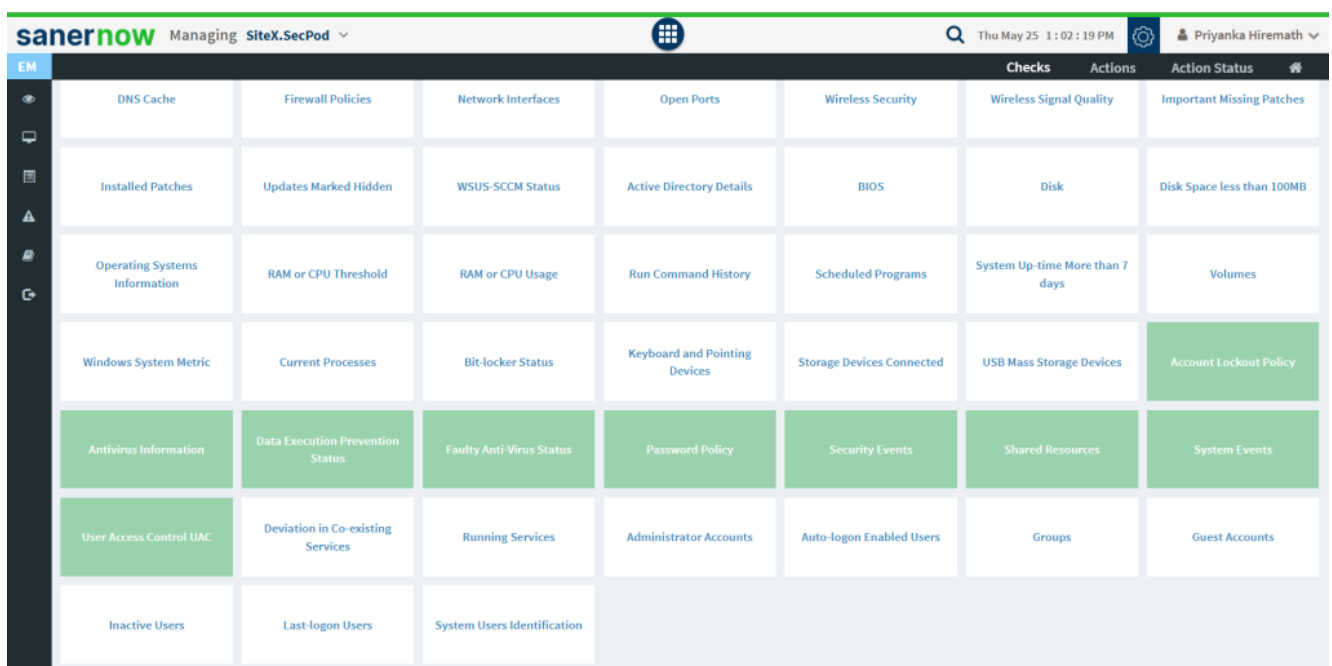 sanernow Managing SiteX.SecPod Thu May 25 1:02:19 PM Priyanka Hiremath
EM Checks Actions Action Status
DNS Cache Firewall Policies Network Interfaces Open Ports Wireless Security Wireless Signal Quality Important Missing Patches
Installed Patches Updates Marked Hidden WSUS-SCCM Status Active Directory Details BIOS Disk Disk Space less than 100MB
Operating Systems
Information
RAM or CPU Threshold RAM or CPU Usage Run Command History Scheduled Programs
System Up-time More than 7
days
Volumes
Windows System Metric Current Processes Bit-locker Status
Keyboard and Pointing
Devices
Storage Devices Connected USB Mass Storage Devices Account Lockout Policy
Antivirus Information
Data Execution Prevention
Status
Faulty Anti-Virus Status Password Policy Security Events Shared Resources System Events
User Access Control UAC
Deviation in Co-existing
Services
Running Services Administrator Accounts Auto-logon Enabled Users Groups Guest Accounts
Inactive Users Last-logon Users System Users Identification